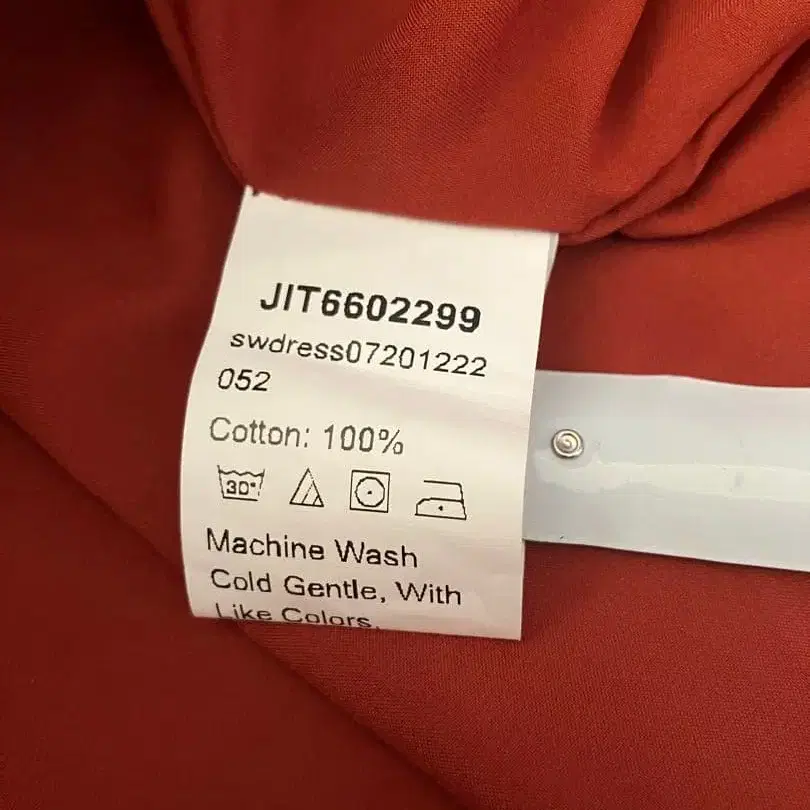 JIT6602299
swdress07201222
052
Cotton: 100%
30°
Machine Wash
Cold Gentle, With
Like Colors.